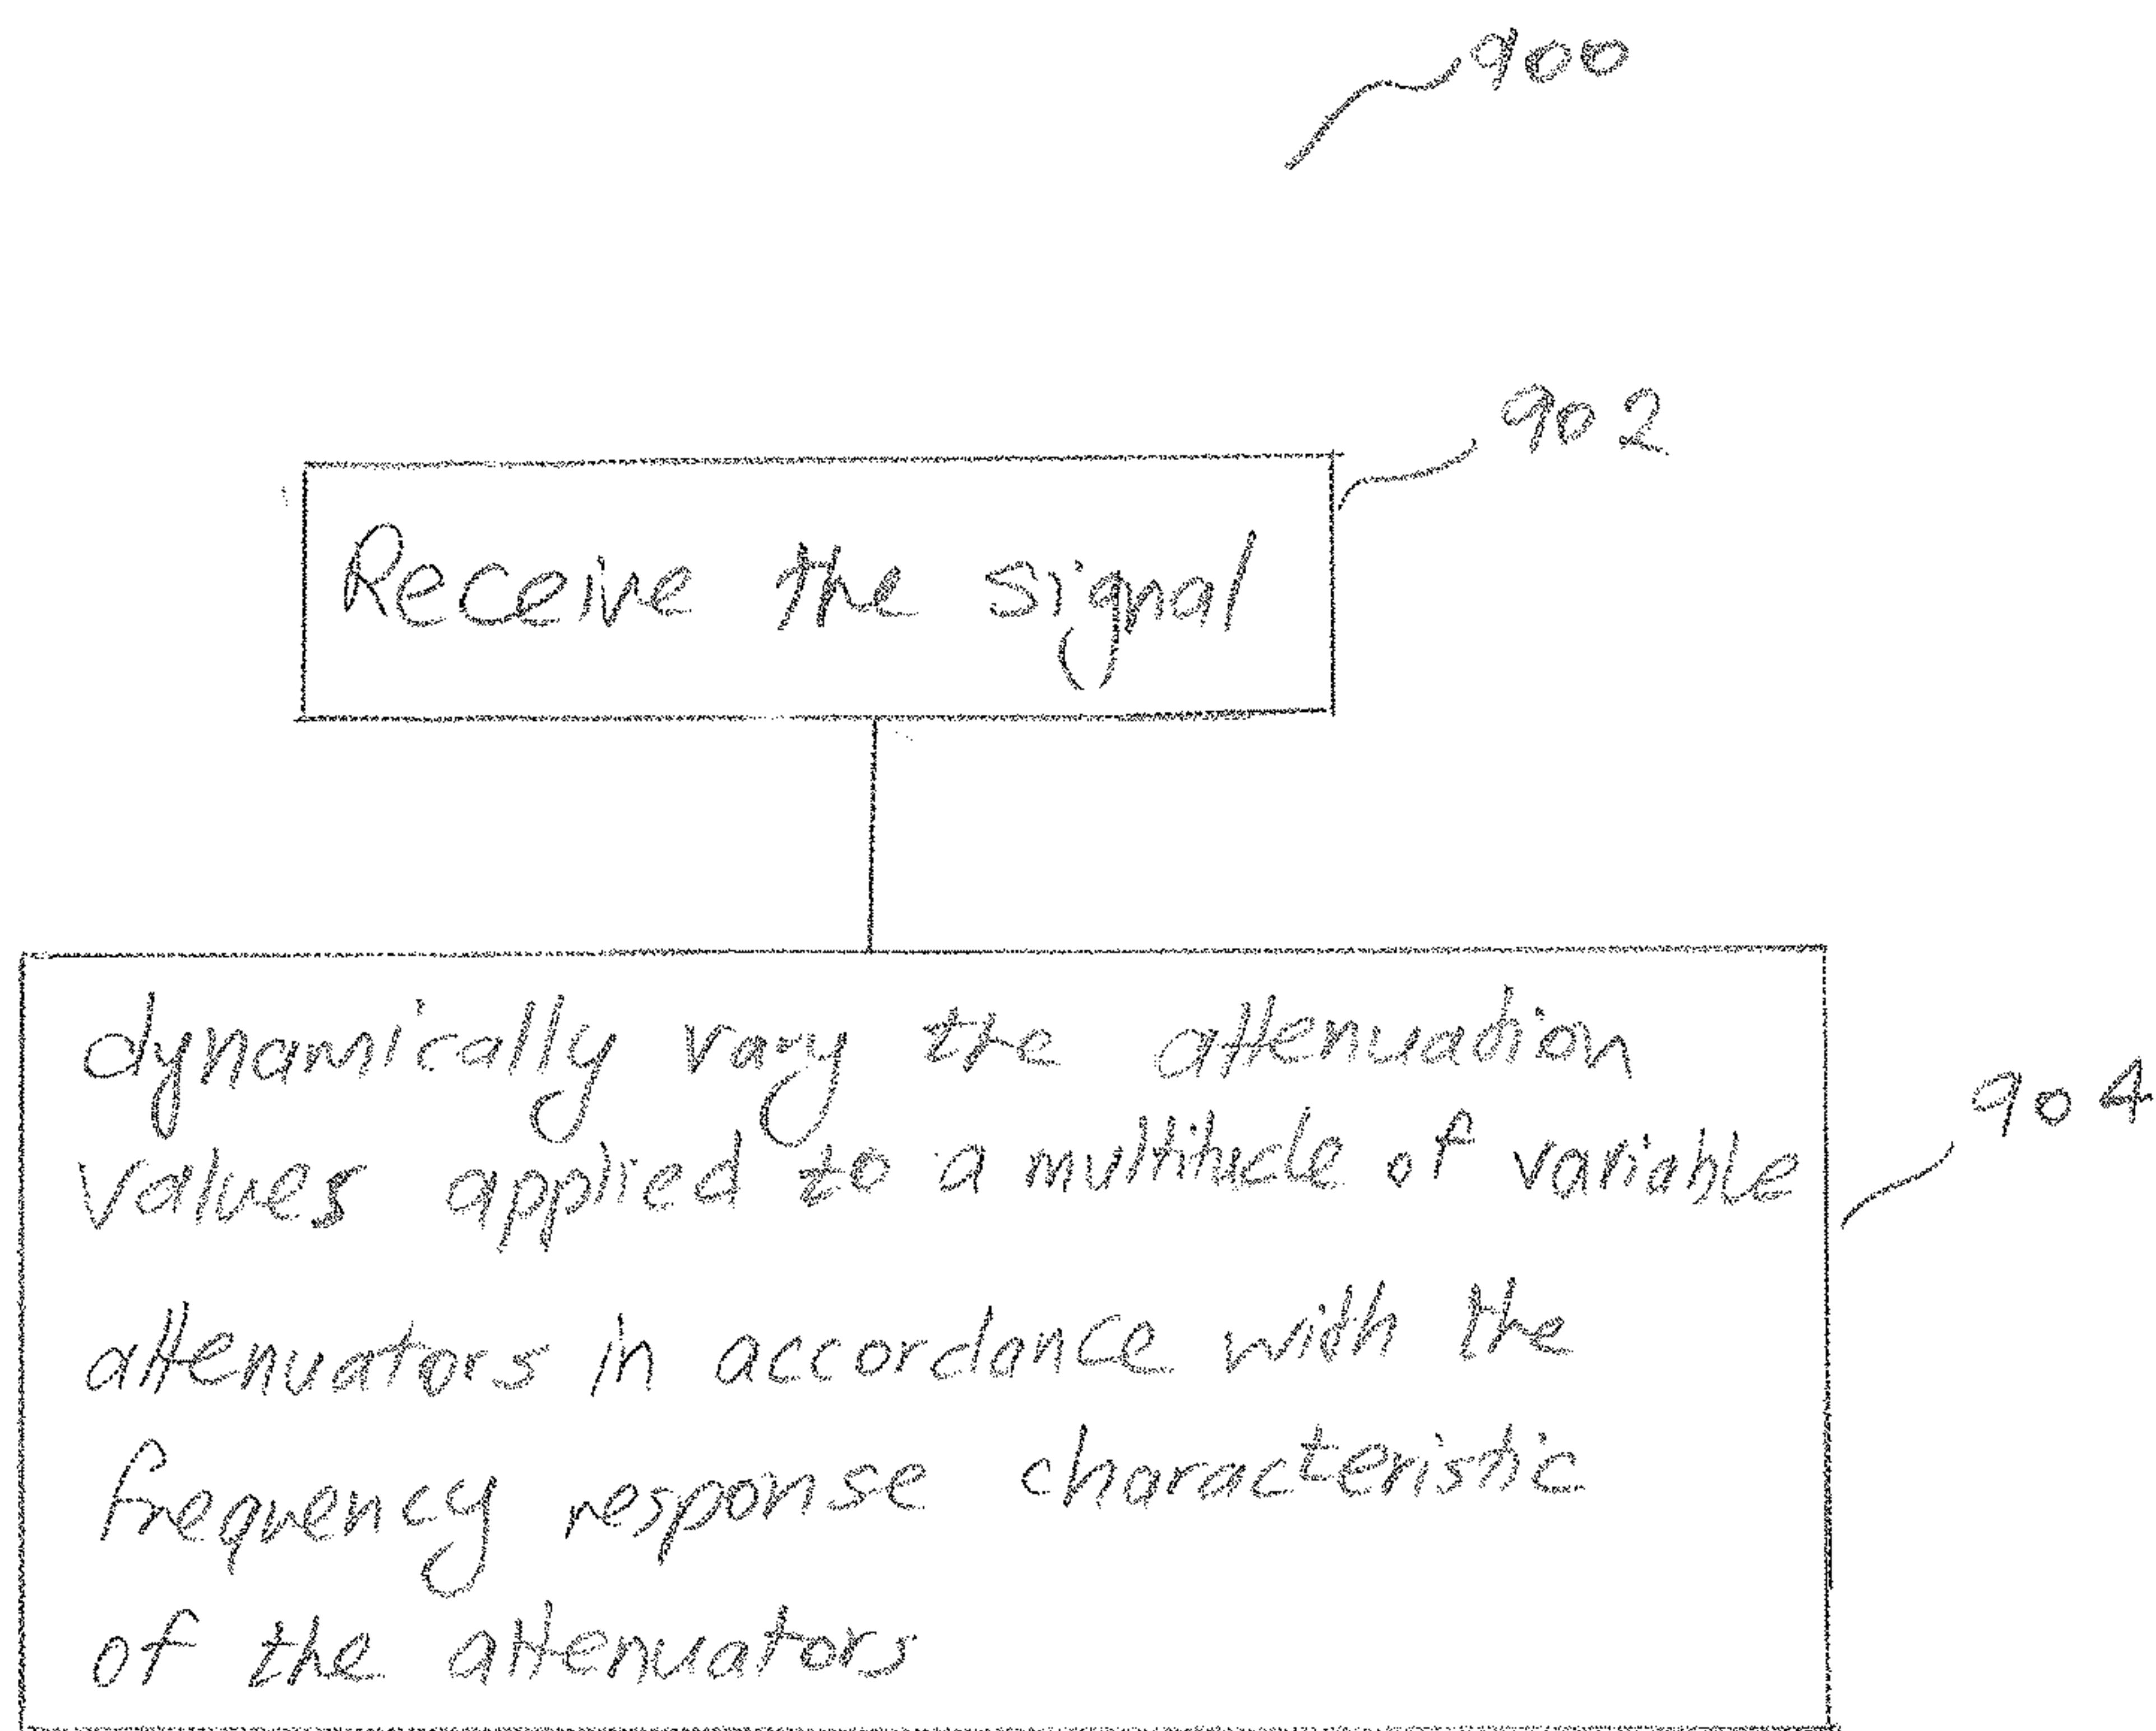 900
902
Receive the signal
dynamically vary the attenuation
values applied to a multitude of variable
904
attenuators in accordance with the
frequency response characteristic
of the attenuators